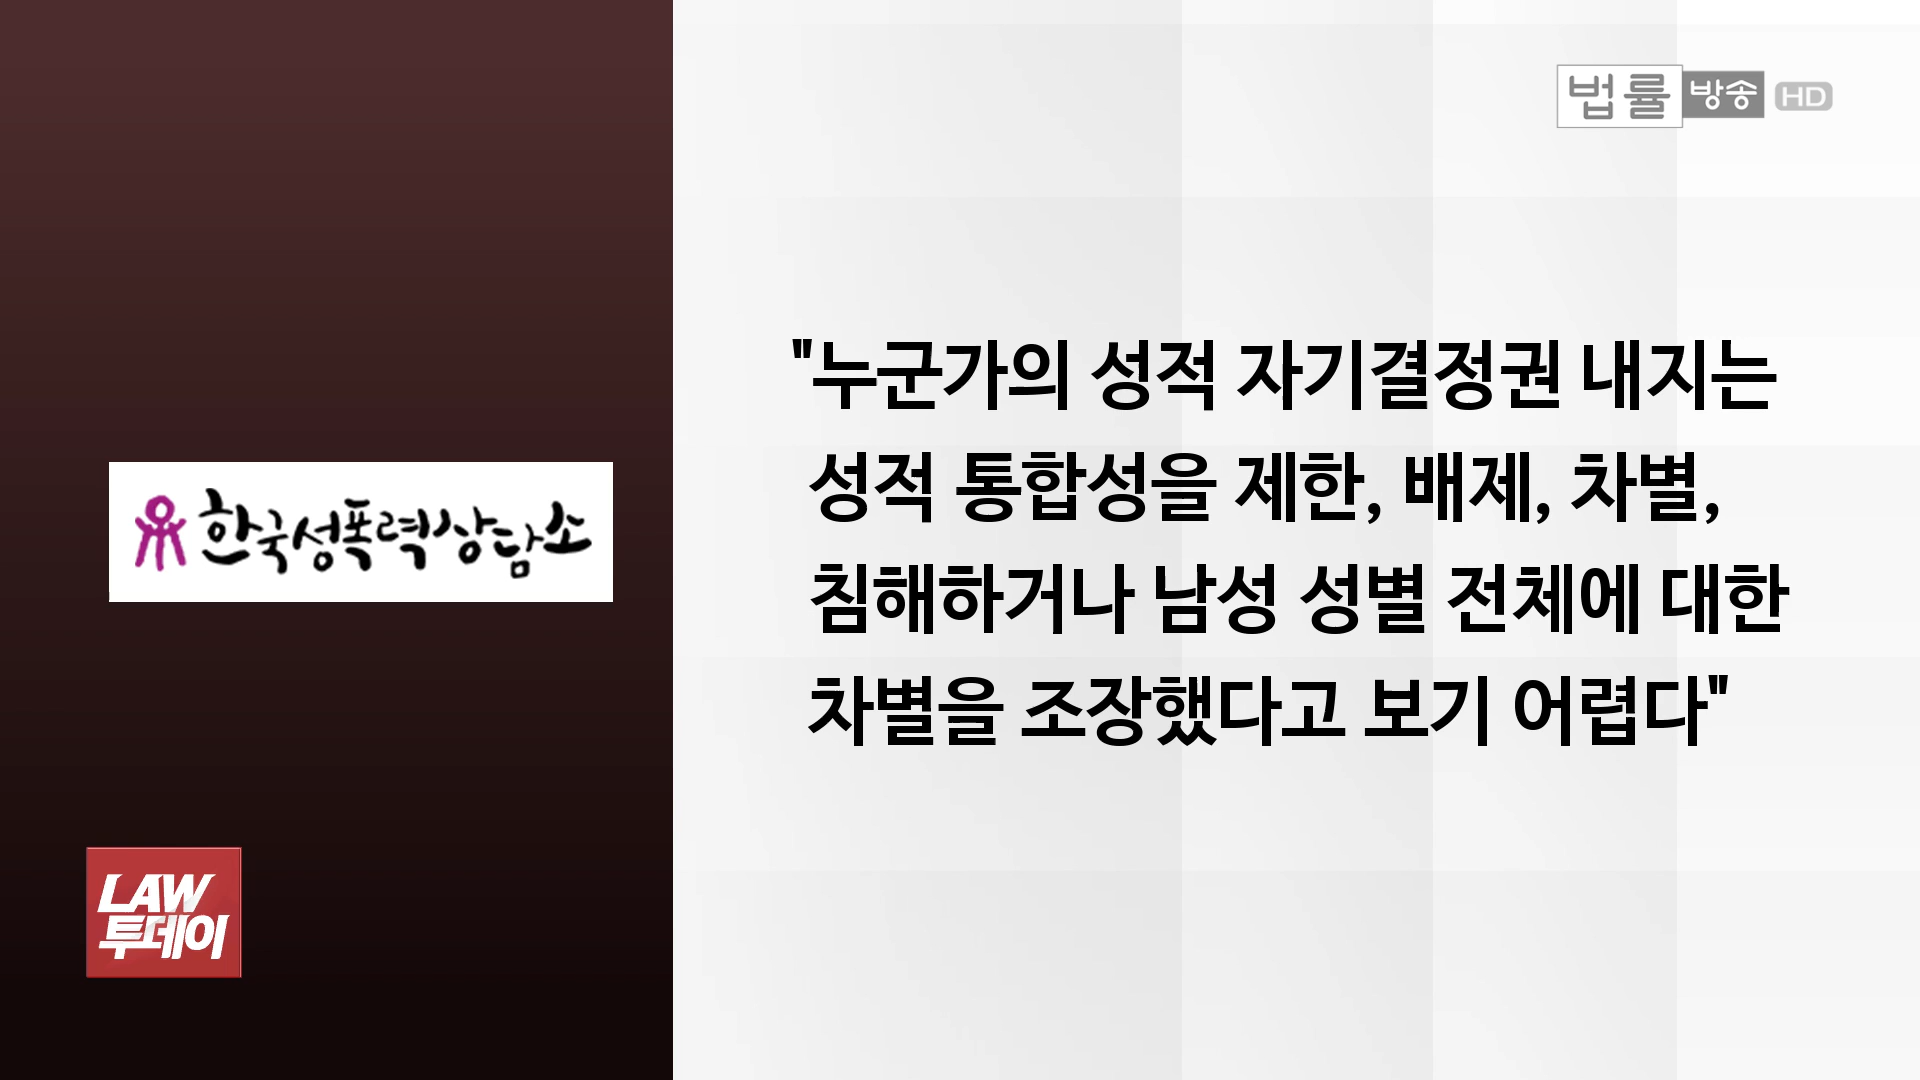 법률방송 HD
"누군가의 성적 자기결정권 내지는
성적 통합성을 제한, 배제, 차별,
침해하거나 남성 성별 전체에 대한
차별을 조장했다고 보기 어렵다"
한국성폭력상담소
LAW
투데이